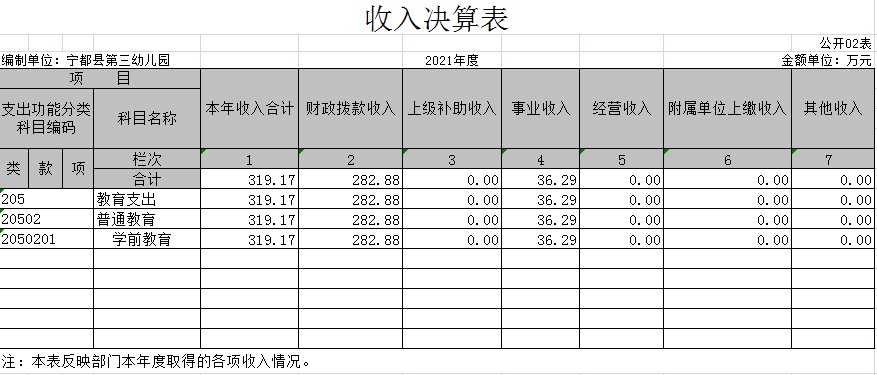 收入决算表
公开02表
编制单位：宁都县第三幼儿园 2021年度 金额单位：万元
项 目 本年收入合计 财政拨款收入 上级补助收入 事业收入 经营收入 附属单位上缴收入 其他收入
支出功能分类科目编码 科目名称
类 款 项 栏次 1 2 3 4 5 6 7
合计 319.17 282.88 0.00 36.29 0.00 0.00 0.00
205 教育支出 319.17 282.88 0.00 36.29 0.00 0.00 0.00
20502 普通教育 319.17 282.88 0.00 36.29 0.00 0.00 0.00
2050201 学前教育 319.17 282.88 0.00 36.29 0.00 0.00 0.00
注：本表反映部门本年度取得的各项收入情况。